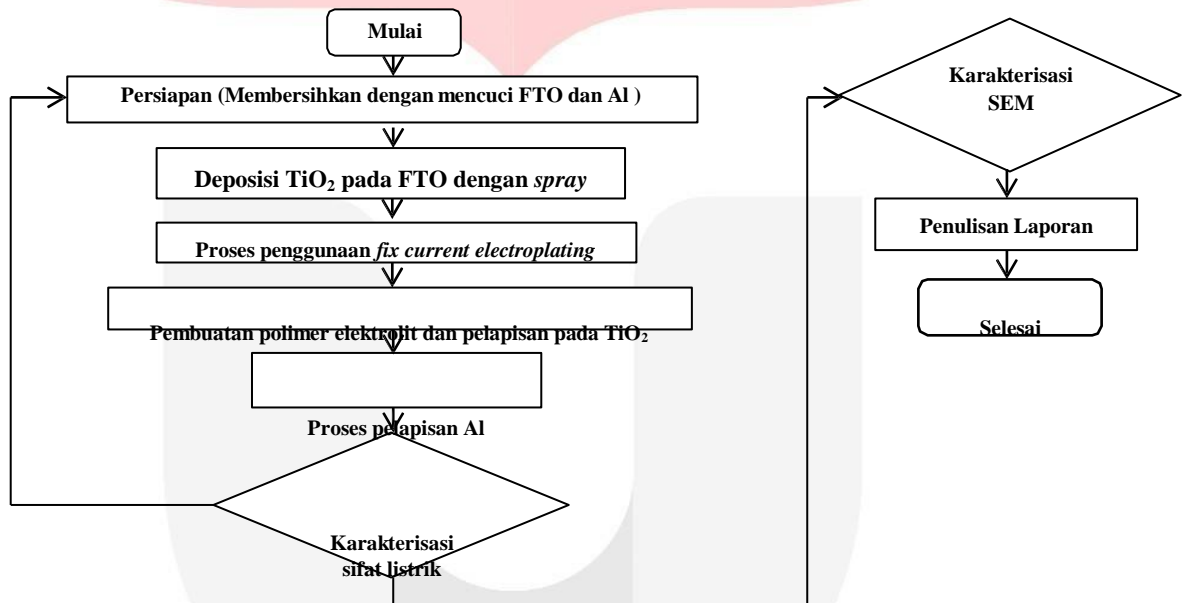 Mulai
Persiapan (Membersihkan dengan mencuci FTO dan Al )
Deposisi TiO₂ pada FTO dengan spray
Proses penggunaan fix current electroplating
Pembuatan polimer elektrolit dan pelapisan pada TiO₂
Proses pelapisan Al
Karakterisasi
sifat listrik
Karakterisasi
SEM
Penulisan Laporan
Selesai